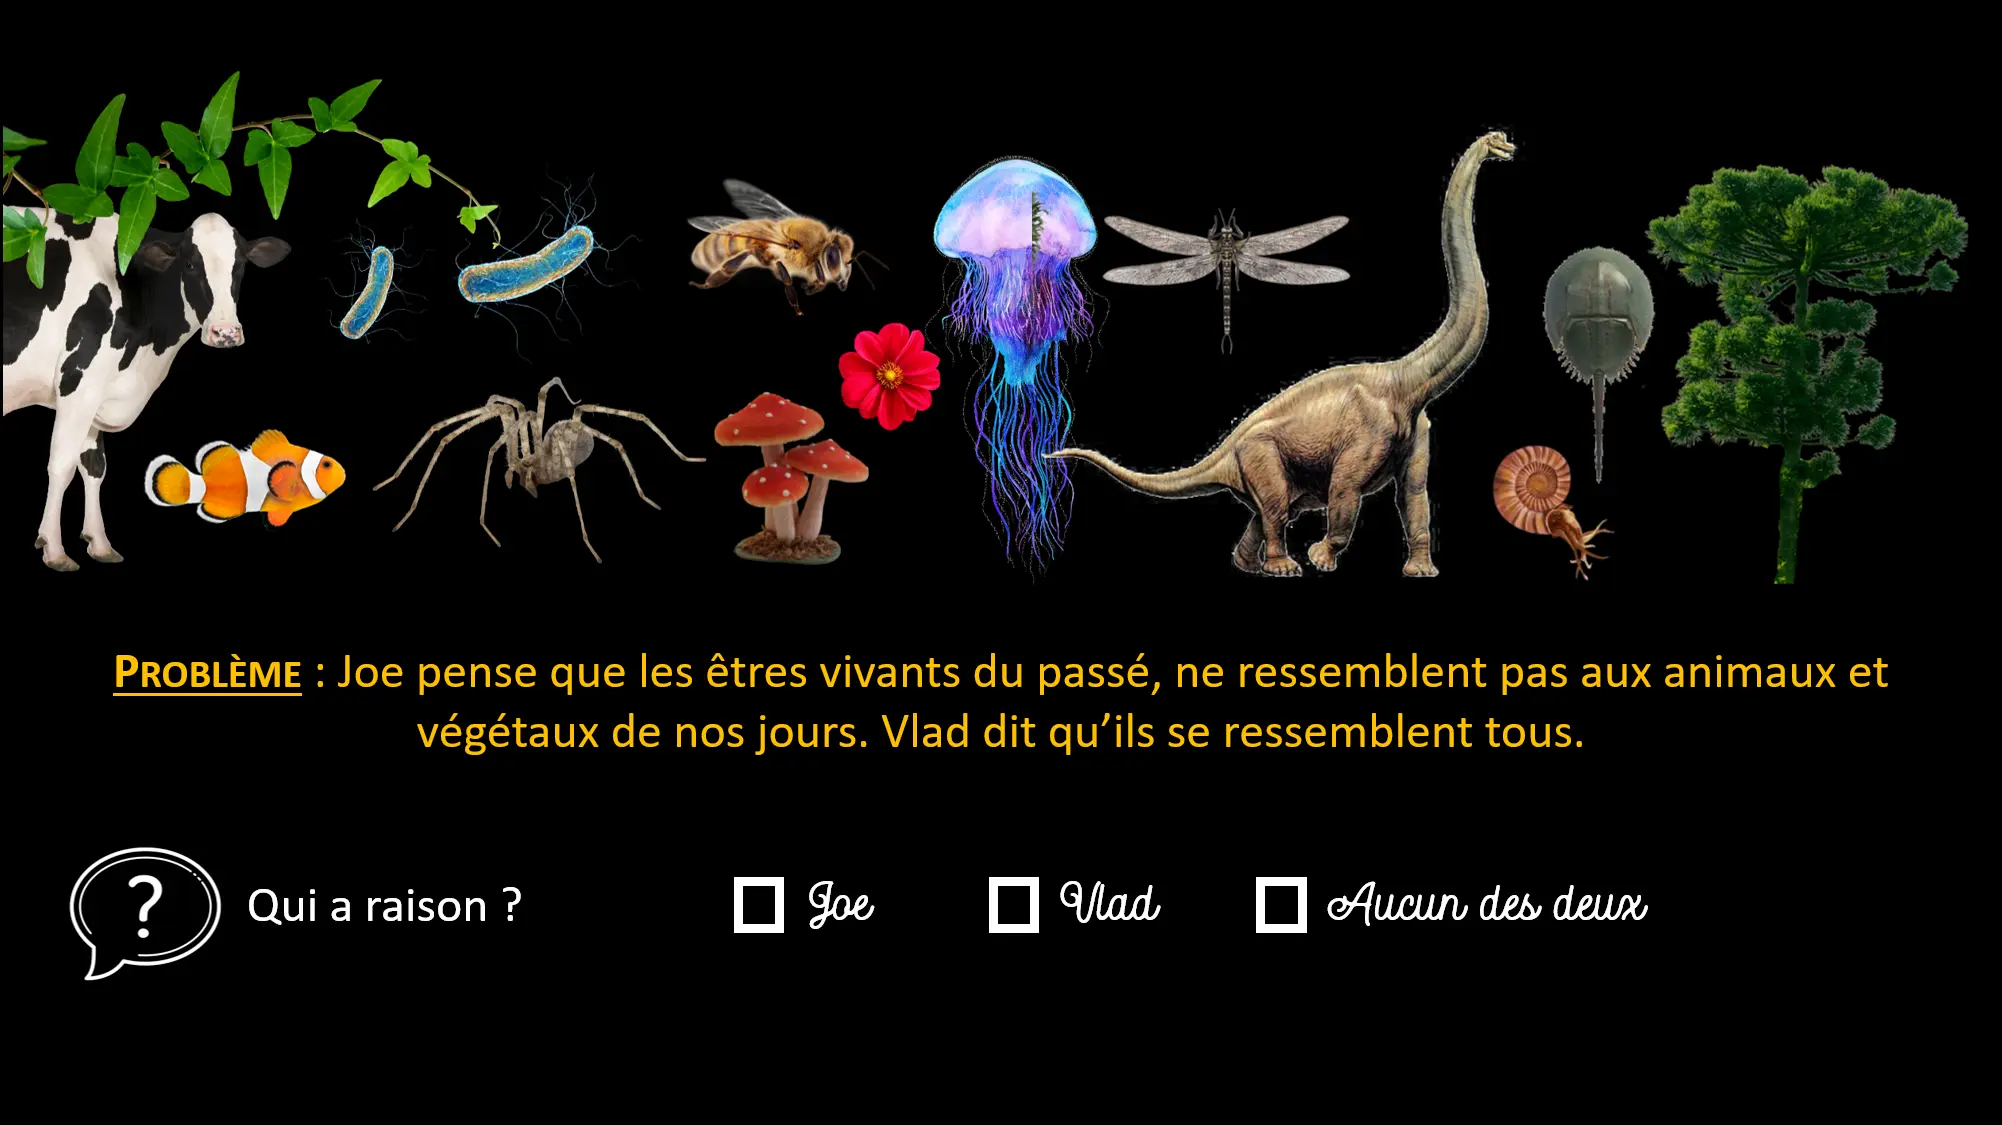 PROBLÈME : Joe pense que les êtres vivants du passé, ne ressemblent pas aux animaux et
végétaux de nos jours. Vlad dit qu’ils se ressemblent tous.
?
Qui a raison ? Joe Vlad Aucun des deux